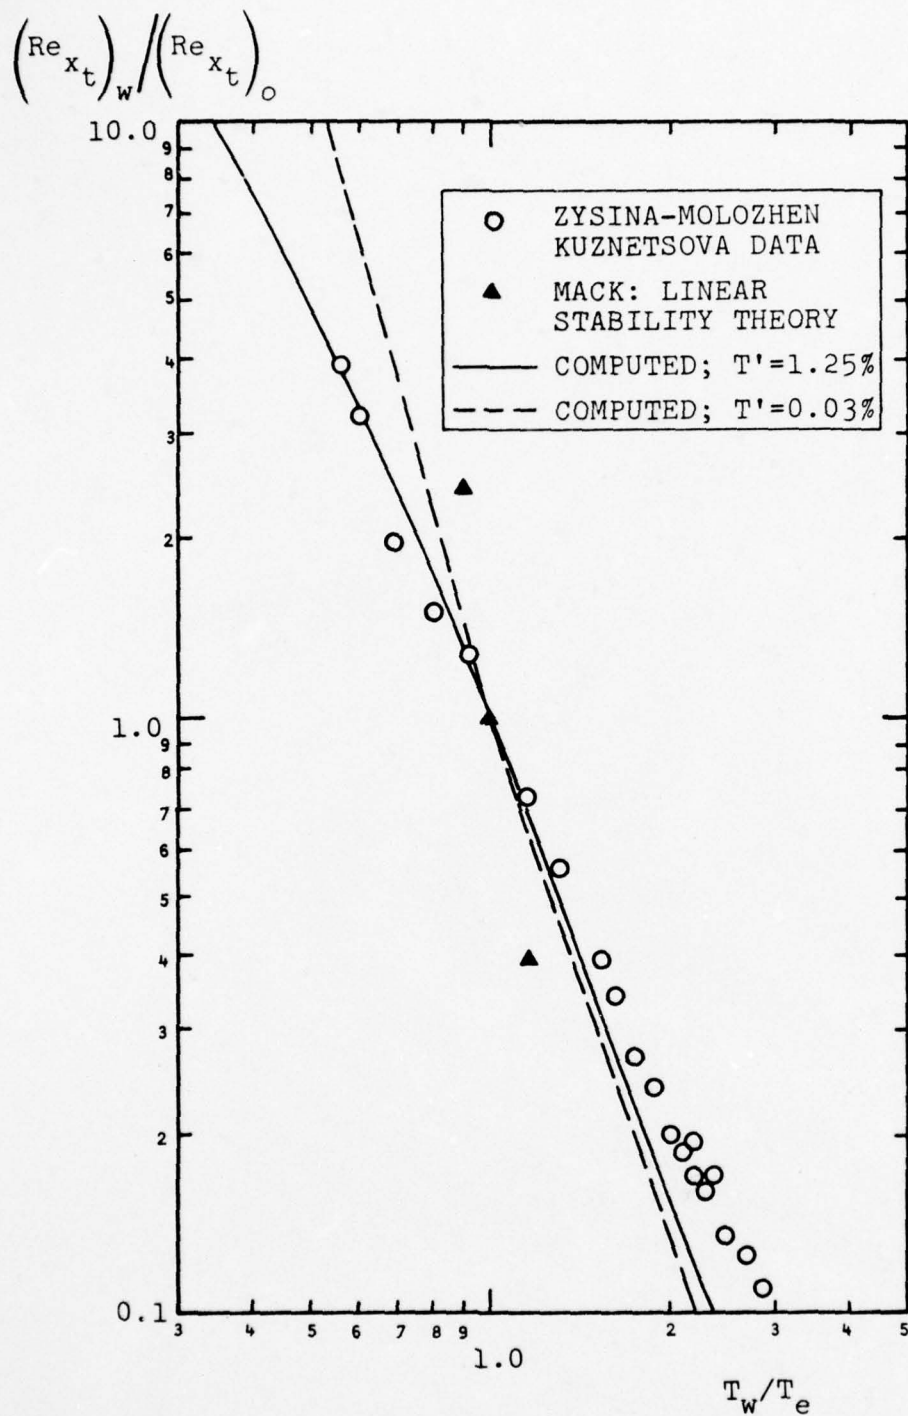 (Re_x_t)_w/(Re_x_t)_o
10.0
9
8
7
6
5
4
3
2
1.0
9
8
7
6
5
4
3
2
0.1
ZYSINA-MOLOZHEN
KUZNETSOVA DATA
MACK: LINEAR
STABILITY THEORY
COMPUTED; T'=1.25%
COMPUTED; T'=0.03%
3 4 5 6 7 8 9 2 3 4 5
1.0
T_w/T_e